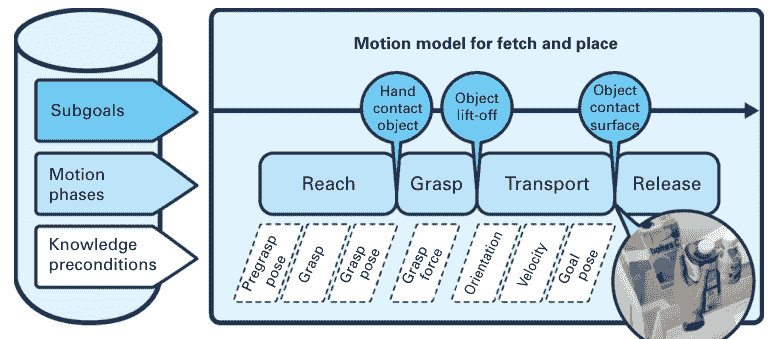 Motion model for fetch and place
Subgoals
Hand
contact
object
Object
lift-off
Object
contact
surface
Motion
phases
Reach
Grasp
Transport
Release
Knowledge
preconditions
Pregrasp
pose
Grasp
Grasp
pose
Grasp
force
Orientation
Velocity
Goal
pose